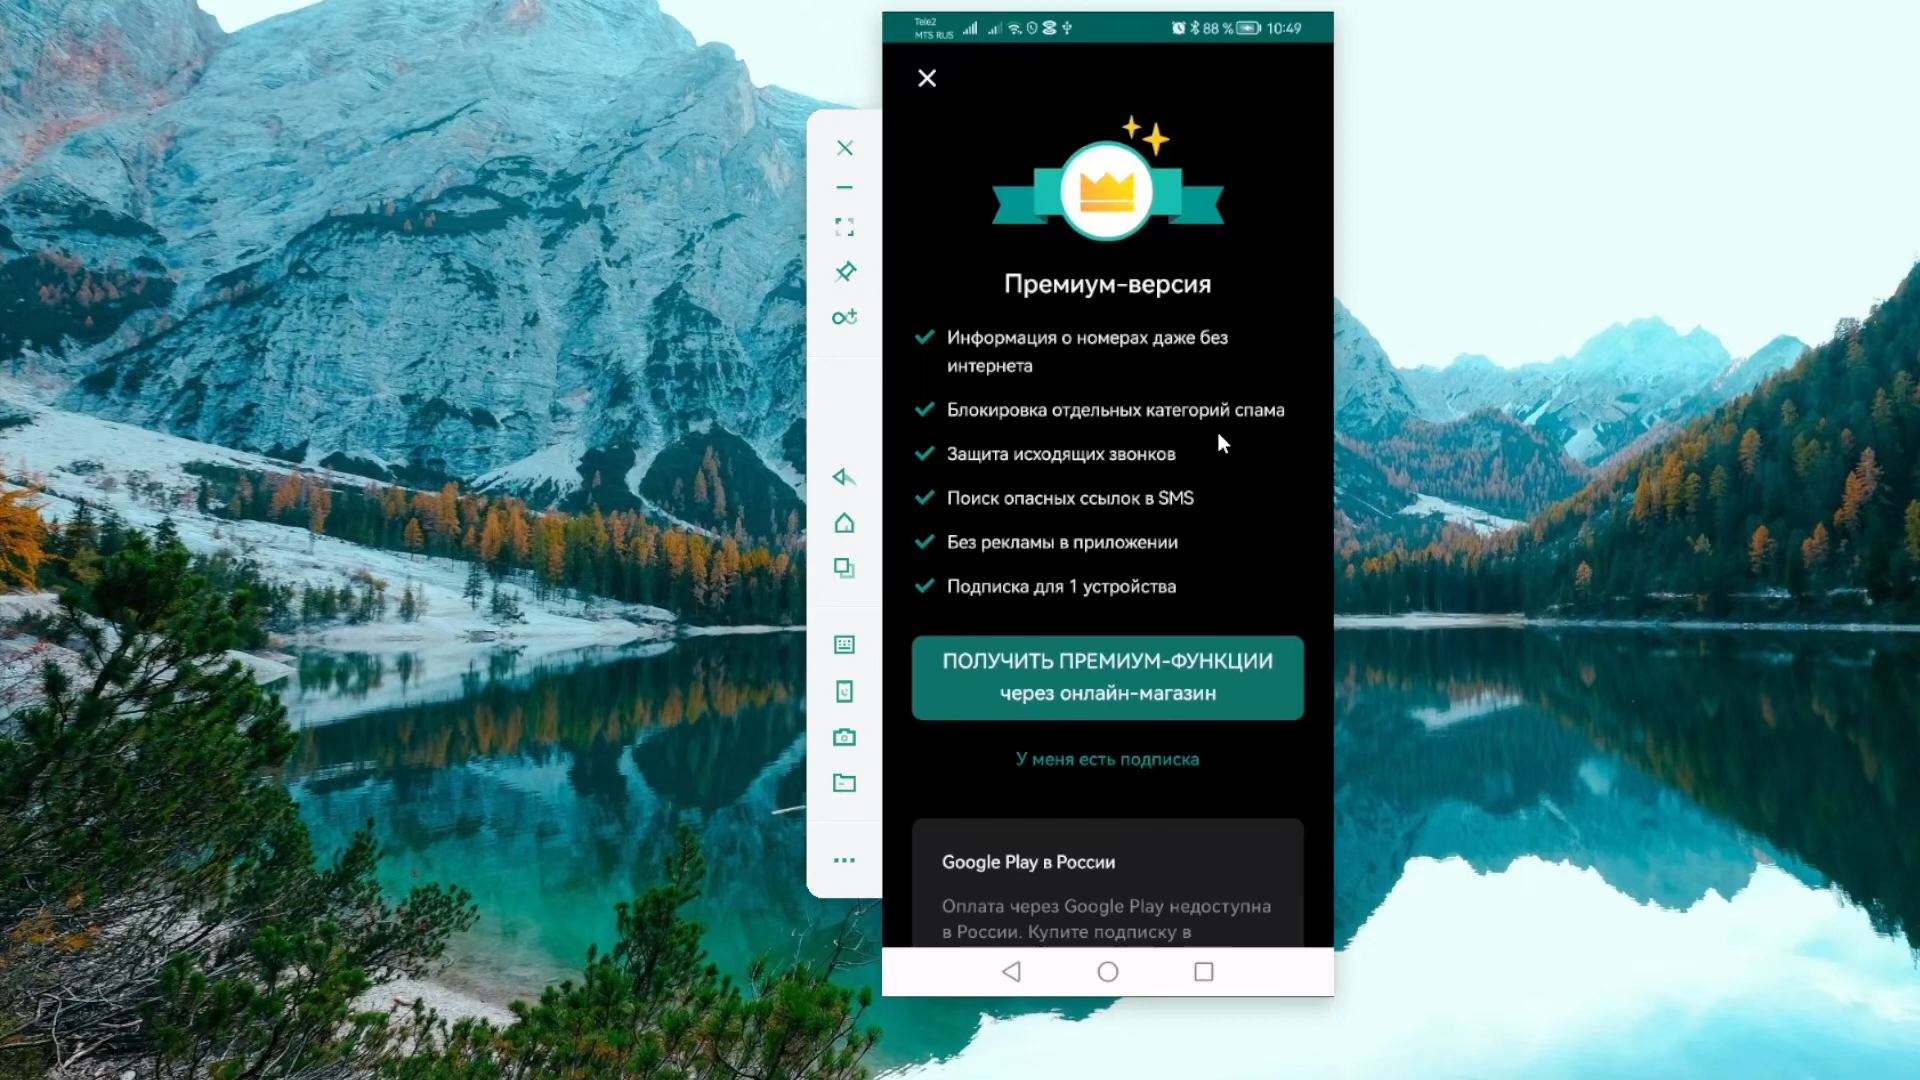 Tele2
MTS RUS
88 %
10:49
Премиум-версия
Информация о номерах даже без
интернета
Блокировка отдельных категорий спама
Защита исходящих звонков
Поиск опасных ссылок в SMS
Без рекламы в приложении
Подписка для 1 устройства
ПОЛУЧИТЬ ПРЕМИУМ-ФУНКЦИИ
через онлайн-магазин
У меня есть подписка
Google Play в России
Оплата через Google Play недоступна
в России. Купите подписку в